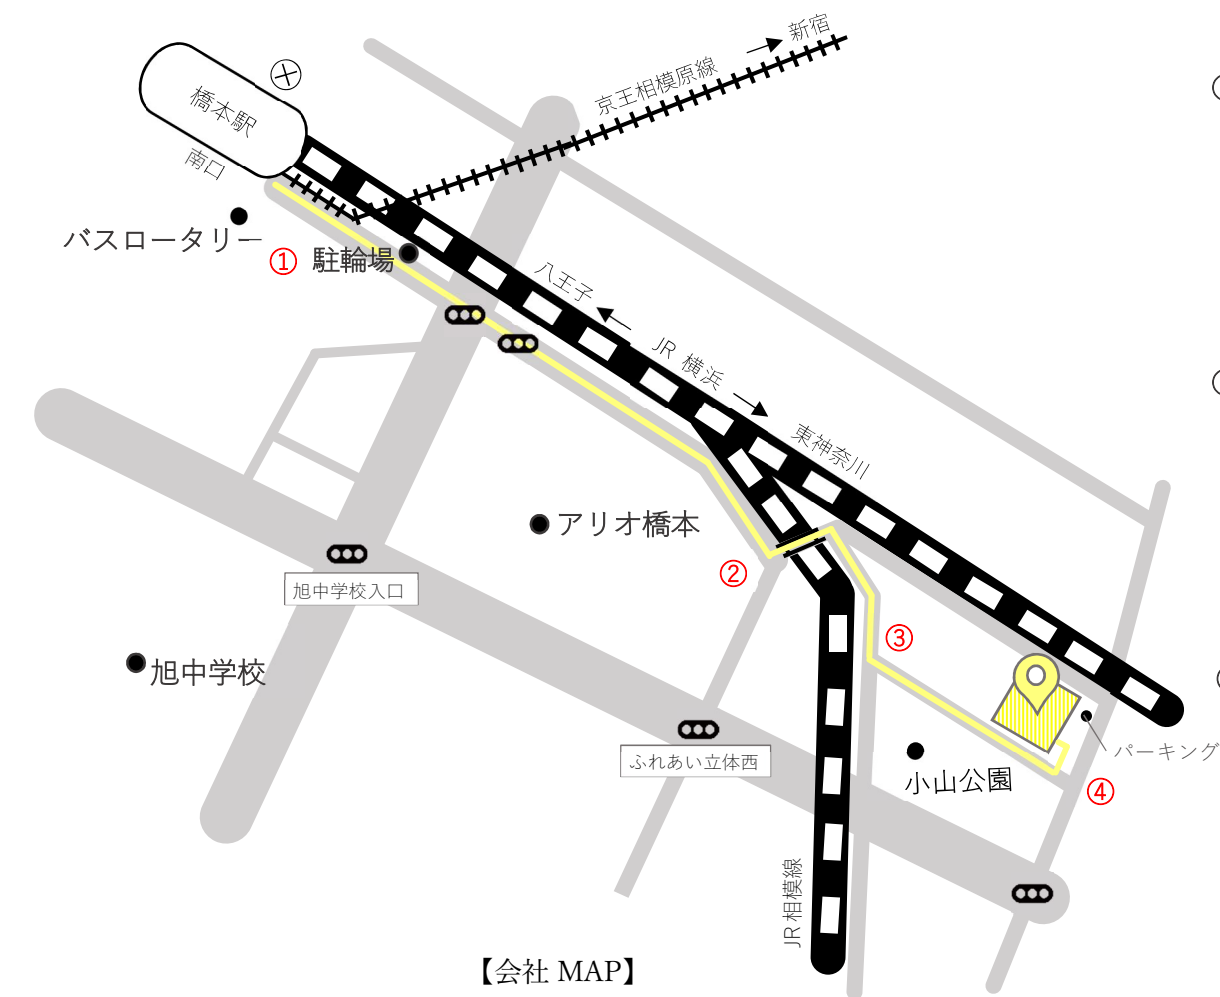 新宿
京王相模原線
橋本駅
南口
バスロータリー
①
駐輪場
八王子
JR 横浜
東神奈川
アリオ橋本
②
旭中学校入口
③
旭中学校
ふれあい立体西
パーキング
小山公園
④
JR 相模線
【会社 MAP】